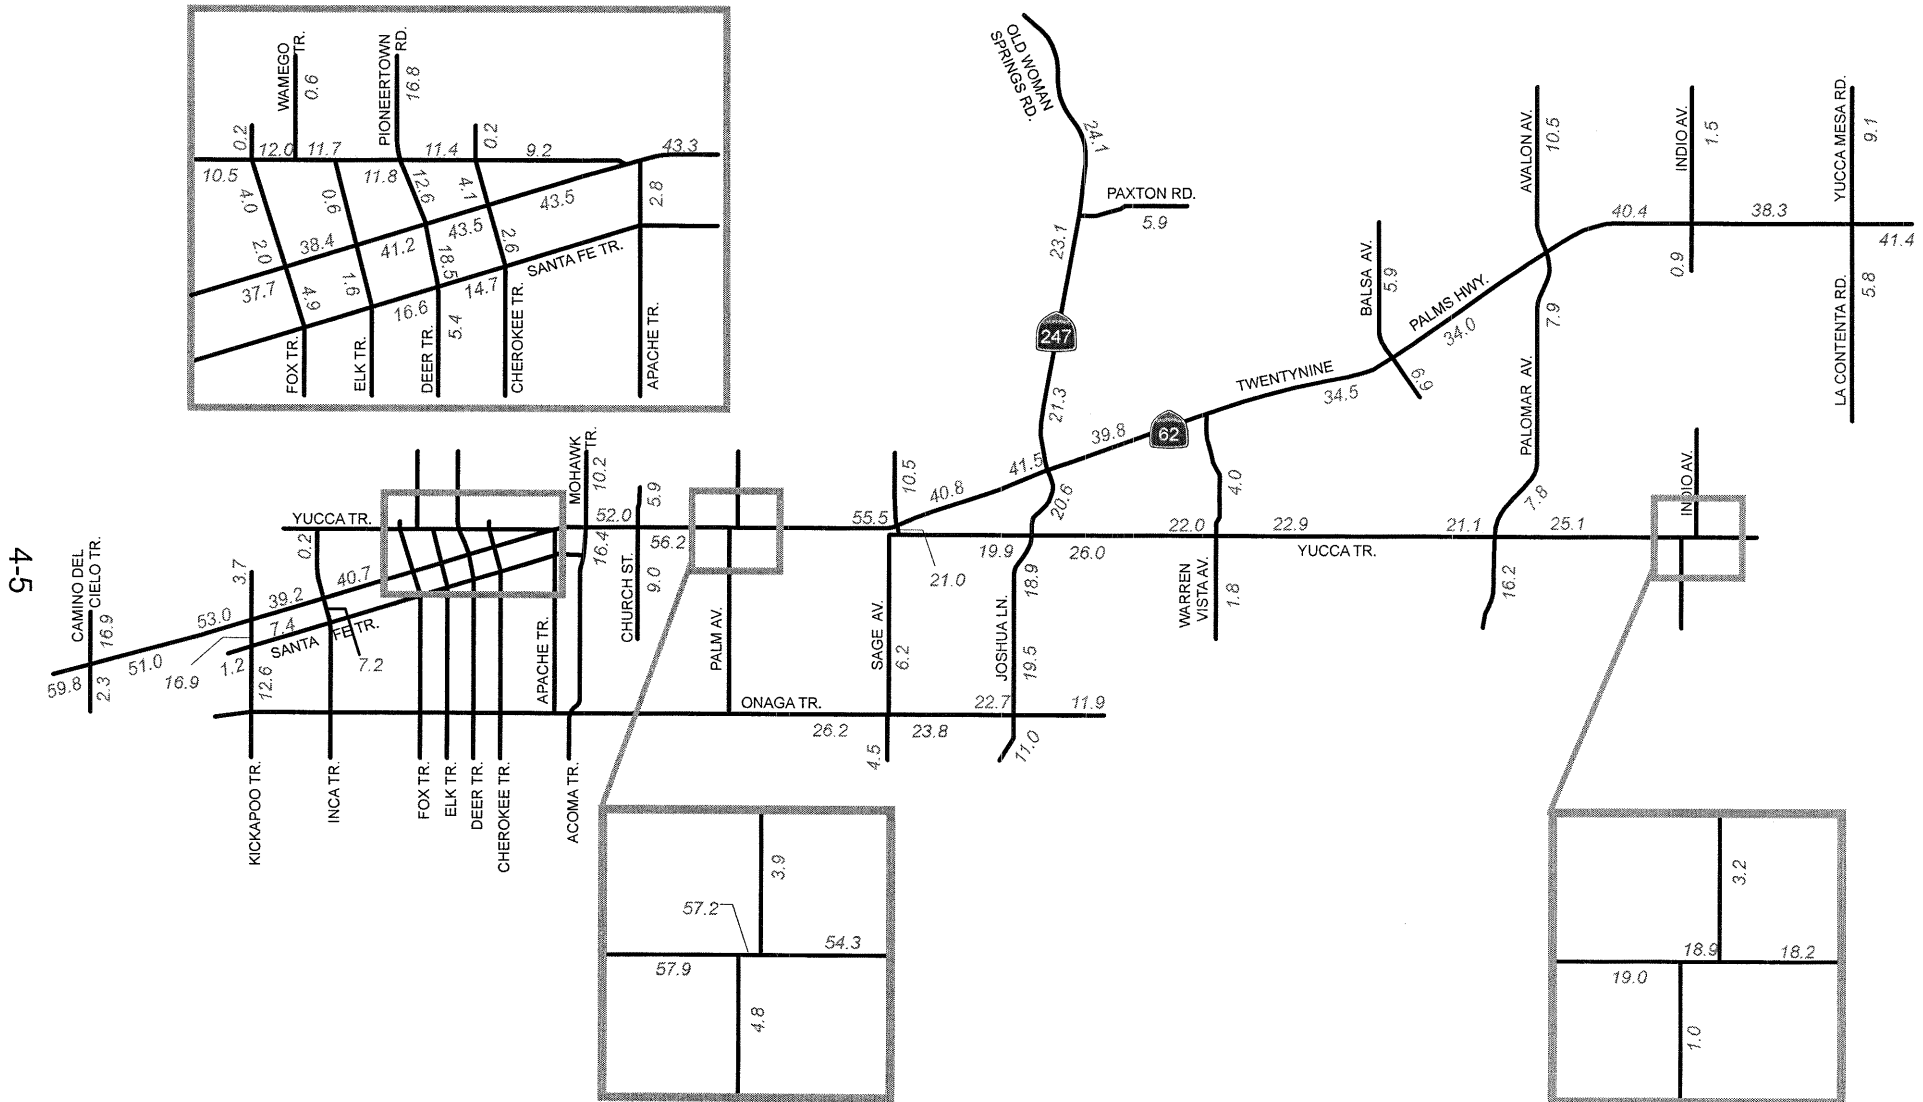 WAMEGO
TR.
0.6
PIONEERTOWN
RD.
16.8
0.2
12.0
11.7
11.4
0.2
9.2
43.3
10.5
4.0
0.6
11.8
12.6
4.1
43.5
2.8
2.0
38.4
41.2
43.5
2.6
SANTA FE TR.
37.7
4.9
1.6
16.6
18.5
14.7
5.4
FOX TR.
ELK TR.
DEER TR.
CHEROKEE TR.
APACHE TR.
OLD WOMAN
SPRINGS RD.
24.1
PAXTON RD.
5.9
23.1
247
21.3
AVALON AV.
10.5
INDIO AV.
1.5
YUCCA MESA RD.
9.1
40.4
38.3
41.4
0.9
5.8
LA CONTENTA RD.
BALSA AV.
5.9
PALMS HWY.
34.0
7.9
PALOMAR AV.
TWENTYNINE
34.5
6.9
62
39.8
41.5
40.8
20.6
4.0
7.8
INDIO AV.
MOHAWK
TR.
10.2
5.9
10.5
YUCCA TR.
52.0
55.5
22.0
22.9
21.1
25.1
56.2
16.4
19.9
26.0
YUCCA TR.
21.0
18.9
16.2
4-5
CAMINO DEL
CIELO TR.
16.9
3.7
0.2
40.7
39.2
53.0
7.4
SANTA FE TR.
51.0
16.9
1.2
7.2
59.8
2.3
12.6
APACHE TR.
CHURCH ST.
9.0
PALM AV.
SAGE AV.
6.2
JOSHUA LN.
19.5
WARREN
VISTA AV.
1.8
ONAGA TR.
26.2
23.8
22.7
11.9
4.5
11.0
KICKAPOO TR.
INCA TR.
FOX TR.
ELK TR.
DEER TR.
CHEROKEE TR.
ACOMA TR.
3.9
57.2
54.3
57.9
4.8
3.2
18.9
18.2
19.0
1.0